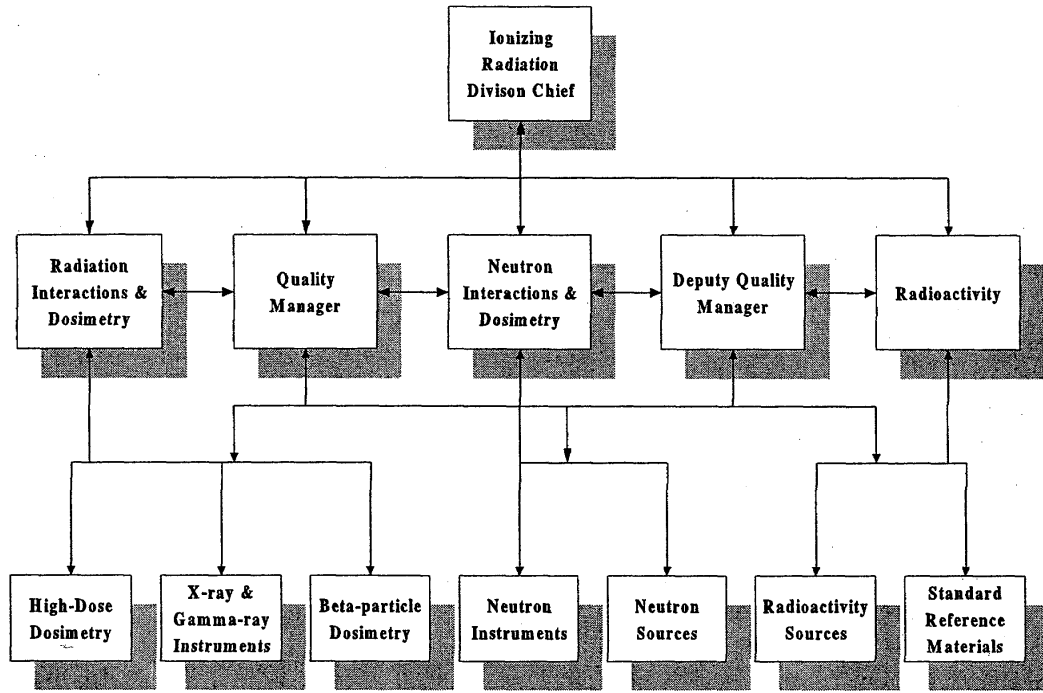 Ionizing
Radiation
Divison Chief
Radiation
Interactions &
Dosimetry
Quality
Manager
Neutron
Interactions &
Dosimetry
Deputy Quality
Manager
Radioactivity
High-Dose
Dosimetry
X-ray &
Gamma-ray
Instruments
Beta-particle
Dosimetry
Neutron
Instruments
Neutron
Sources
Radioactivity
Sources
Standard
Reference
Materials